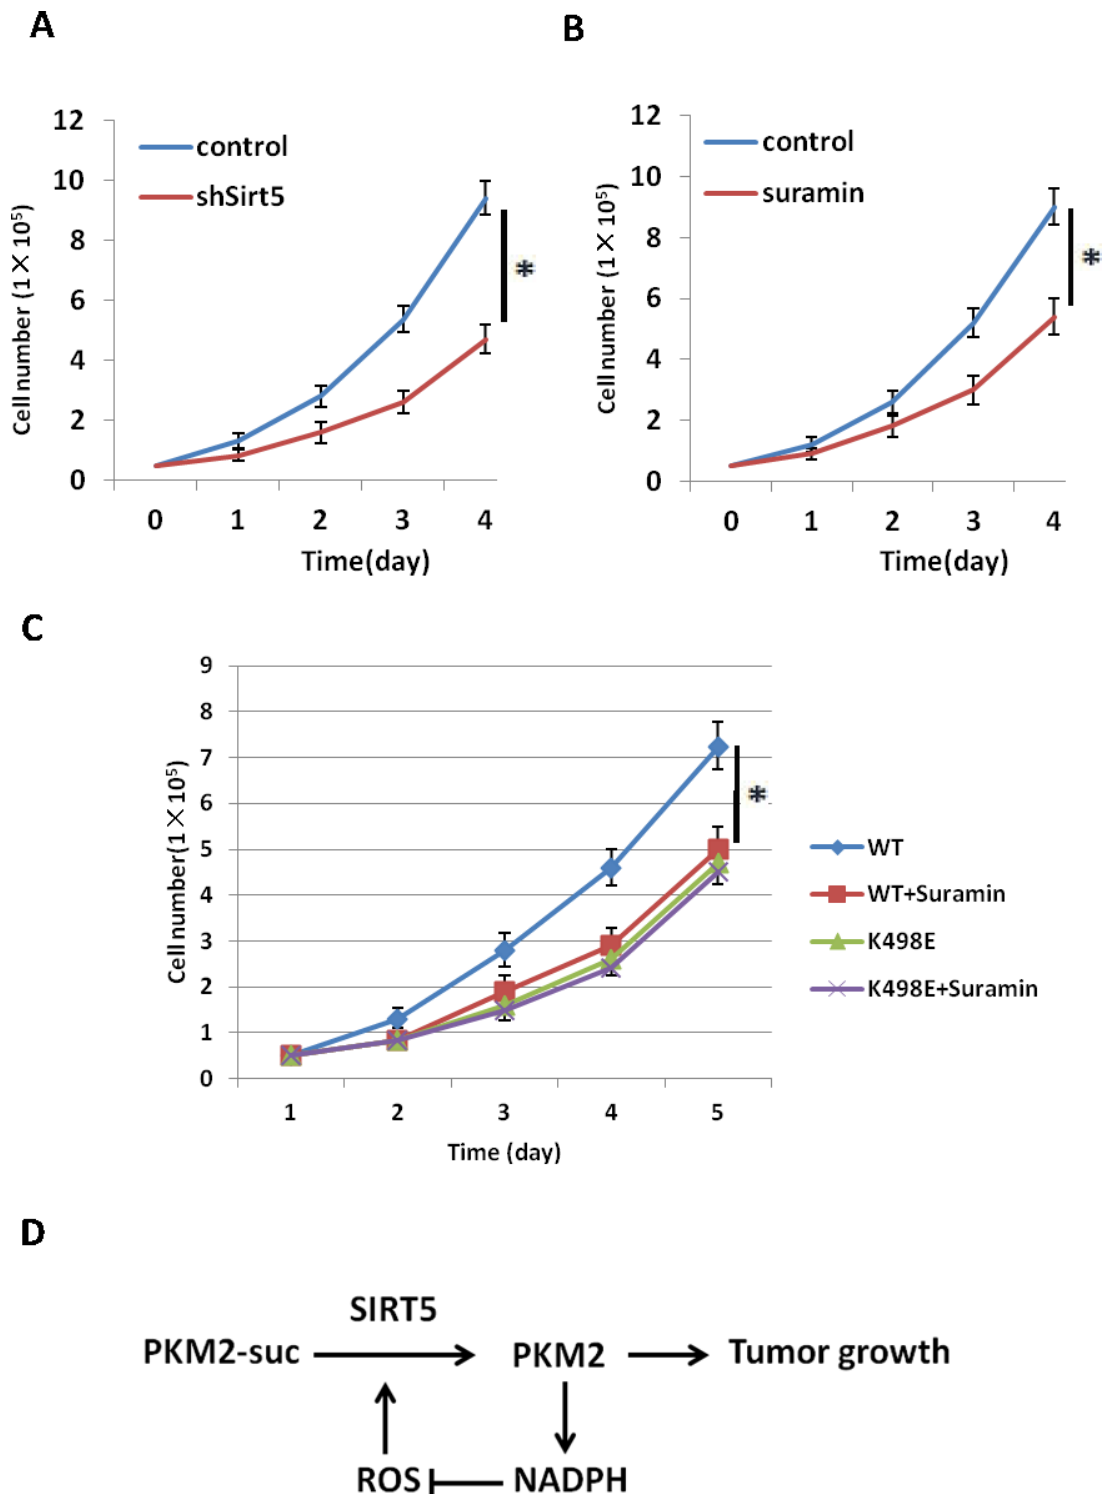 A
B
12
10
8
6
4
2
0
control
shSirt5
*
Cell number (1×10⁵)
0 1 2 3 4
Time(day)
12
10
8
6
4
2
0
control
suramin
*
Cell number (1×10⁵)
0 1 2 3 4
Time(day)
C
9
8
7
6
5
4
3
2
1
0
Cell number(1×10⁵)
*
1 2 3 4 5
Time (day)
WT
WT+Suramin
K498E
K498E+Suramin
D
SIRT5
PKM2-suc PKM2 Tumor growth
ROS NADPH